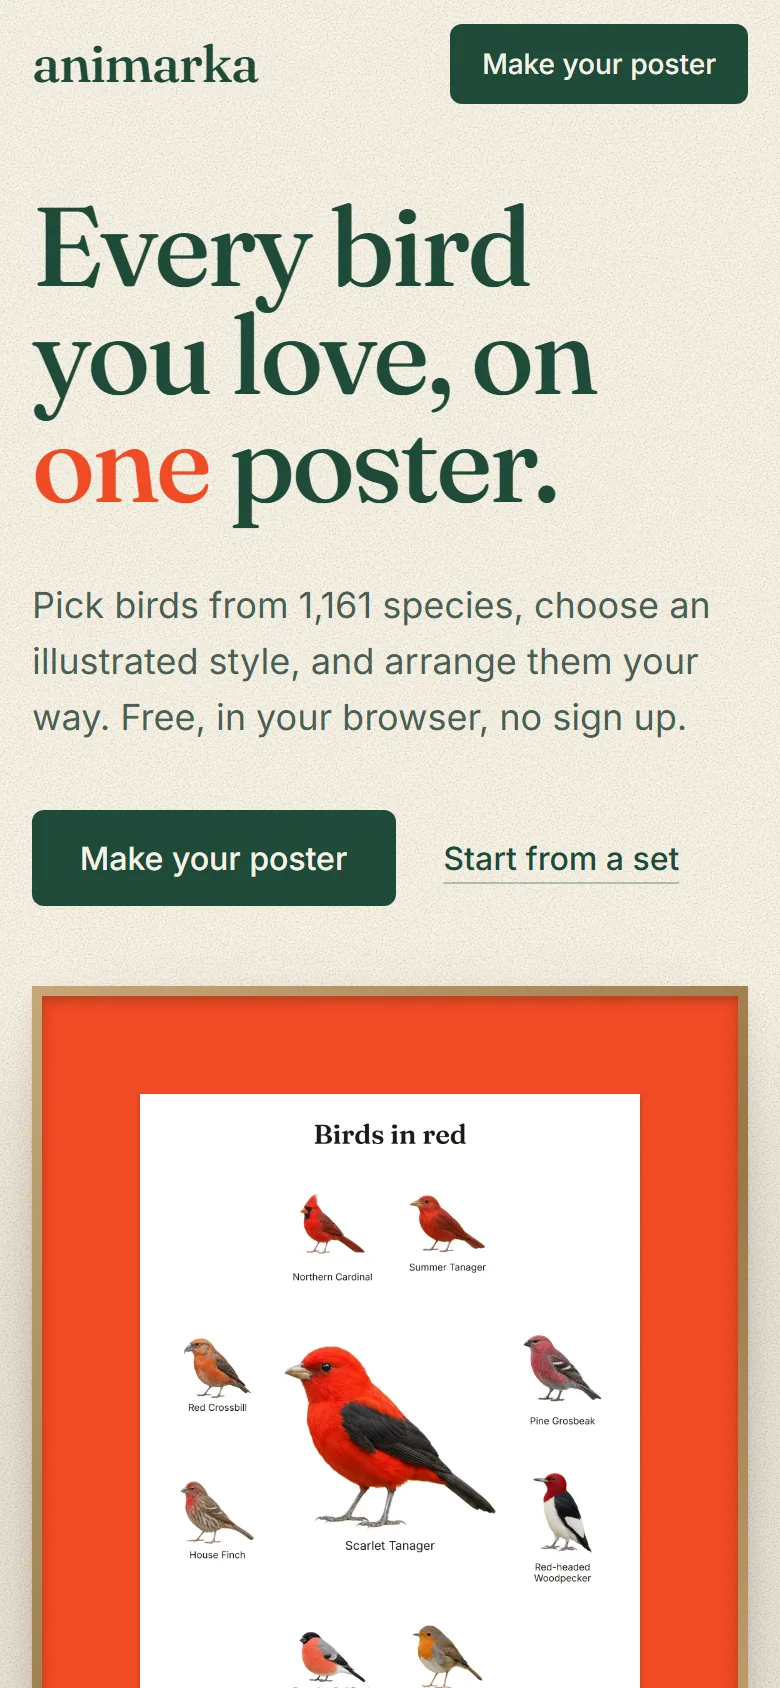 animarka
Make your poster
Every bird
you love, on
one poster.
Pick birds from 1,161 species, choose an
illustrated style, and arrange them your
way. Free, in your browser, no sign up.
Make your poster
Start from a set
Birds in red
Northern Cardinal
Summer Tanager
Red Crossbill
Pine Grosbeak
House Finch
Scarlet Tanager
Red-headed
Woodpecker